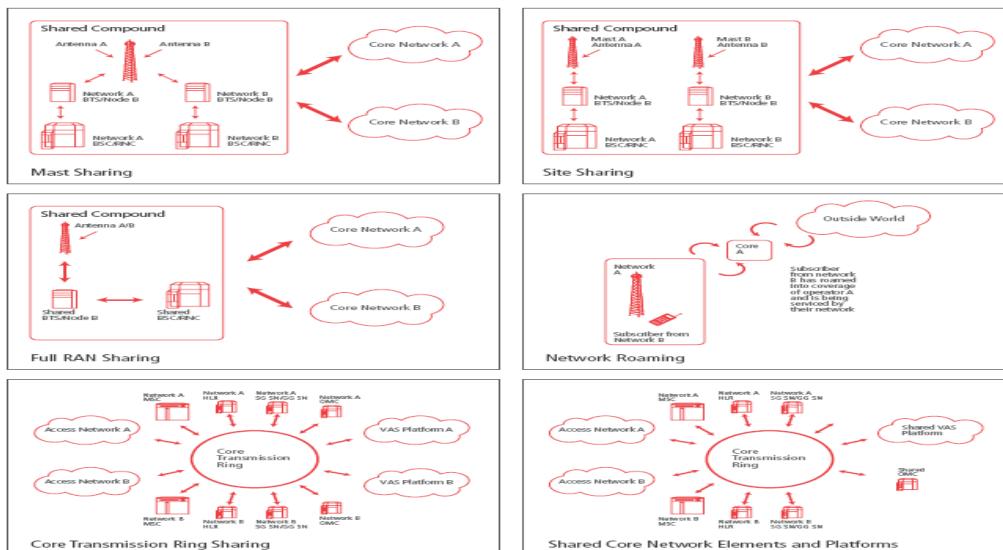 Shared Compound
Antenna A
Antenna B
Network A
BTS/Node B
Network B
BTS/Node B
Network A
BSC/RNC
Network B
BSC/RNC
Core Network A
Core Network B
Mast Sharing
Shared Compound
Mast A
Antenna A
Mast B
Antenna B
Network A
BTS/Node B
Network B
BTS/Node B
Network A
BSC/RNC
Network B
BSC/RNC
Core Network A
Core Network B
Site Sharing
Shared Compound
Antenna A/B
Shared
BTS/Node B
Shared
BSC/RNC
Core Network A
Core Network B
Full RAN Sharing
Outside World
Core
A
Network
A
Subscriber from
Network B
Subscriber
from network
B has roamed
into coverage
of operator A
and is being
serviced by
their network
Network Roaming
Network A
MSC
Network A
HLR
Network A
SG SN/GG SN
Network A
OMC
Access Network A
VAS Platform A
Core
Transmission
Ring
Access Network B
VAS Platform B
Network B
MSC
Network B
HLR
Network B
SG SN/GG SN
Network B
OMC
Core Transmission Ring Sharing
Network A
MSC
Network A
HLR
Network A
SG SN/GG SN
Access Network A
Shared VAS
Platform
Core
Transmission
Ring
Access Network B
Shared
OMC
Network B
MSC
Network B
HLR
Network B
SG SN/GG SN
Shared Core Network Elements and Platforms